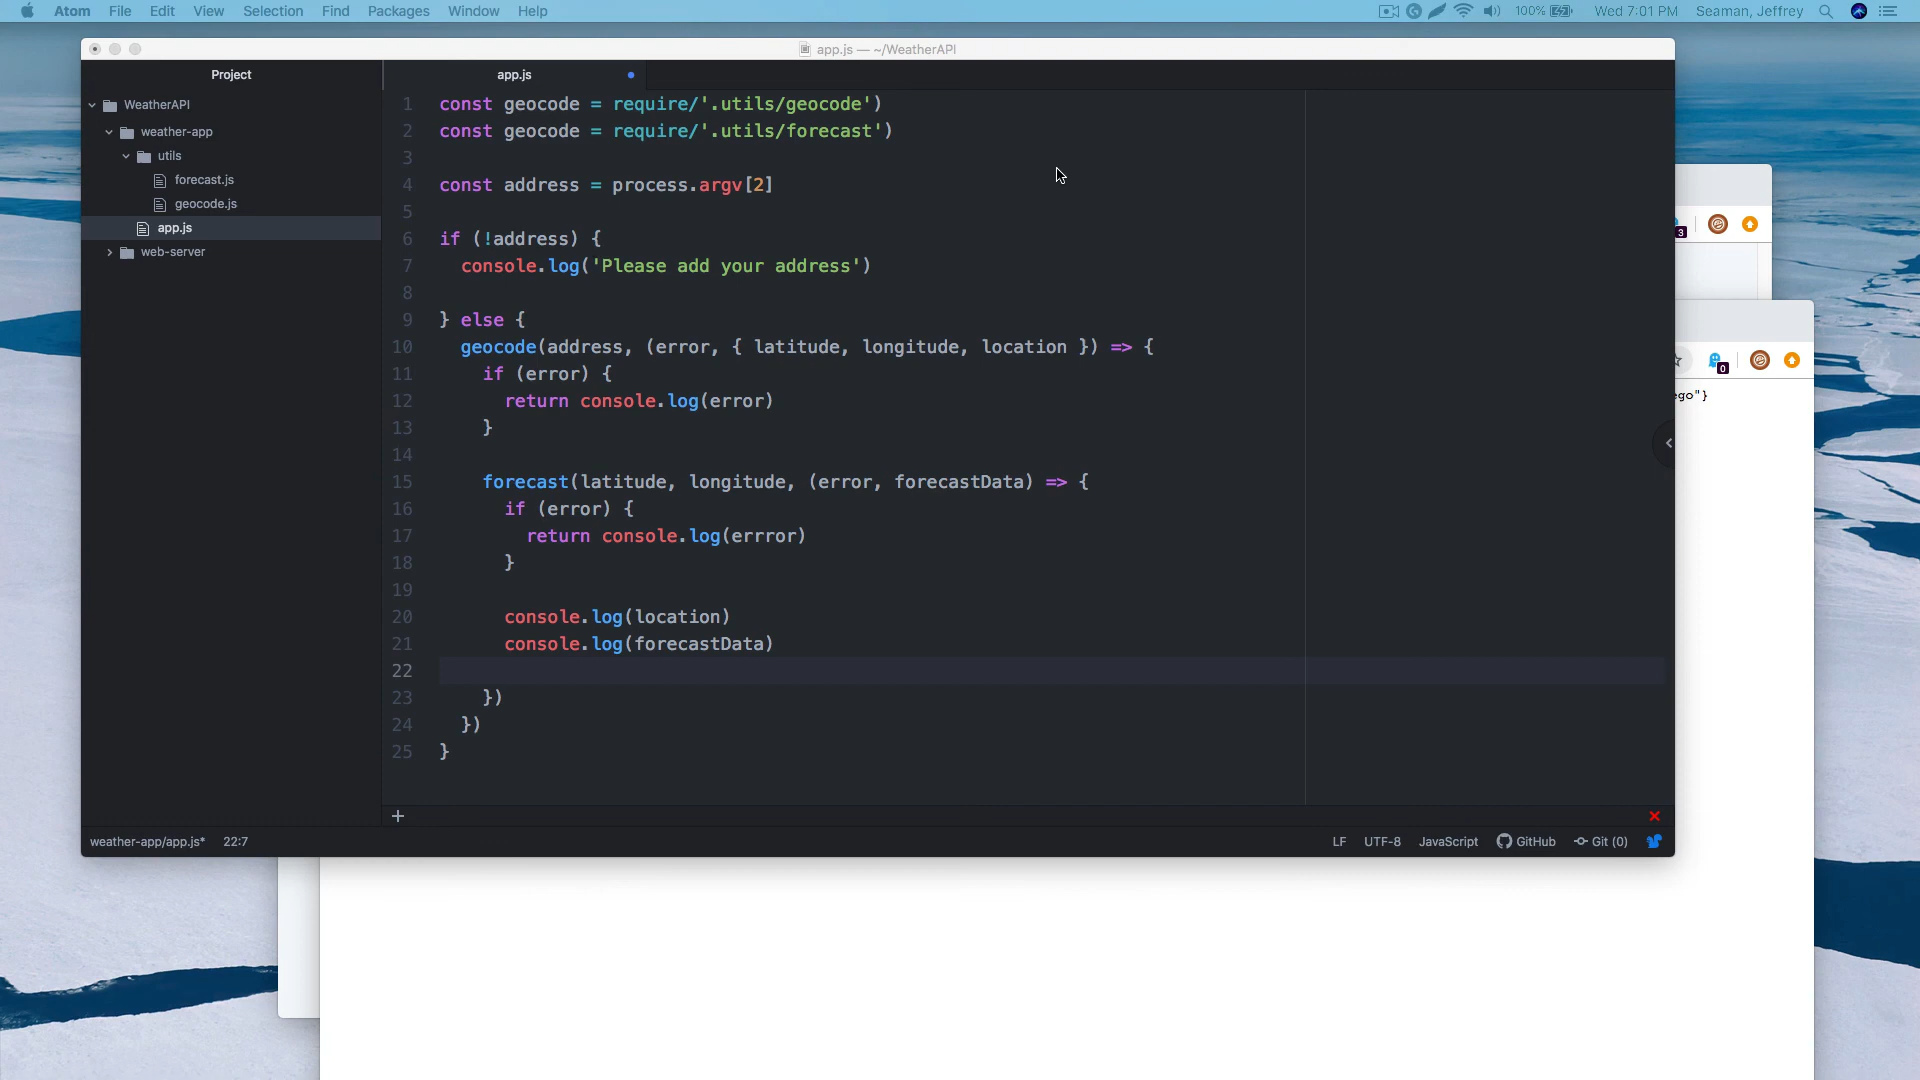 Atom File Edit View Selection Find Packages Window Help
100% Wed 7:01 PM Seaman, Jeffrey
app.js — ~/WeatherAPI
Project
app.js
WeatherAPI
weather-app
utils
forecast.js
geocode.js
app.js
web-server
1 const geocode = require/'.utils/geocode')
2 const geocode = require/'.utils/forecast')
3
4 const address = process.argv[2]
5
6 if (!address) {
7 console.log('Please add your address')
8
9 } else {
10 geocode(address, (error, { latitude, longitude, location }) => {
11 if (error) {
12 return console.log(error)
13 }
14
15 forecast(latitude, longitude, (error, forecastData) => {
16 if (error) {
17 return console.log(errror)
18 }
19
20 console.log(location)
21 console.log(forecastData)
22
23 })
24 })
25 }
3
0
ego"}
+
weather-app/app.js* 22:7
LF UTF-8 JavaScript GitHub Git (0)